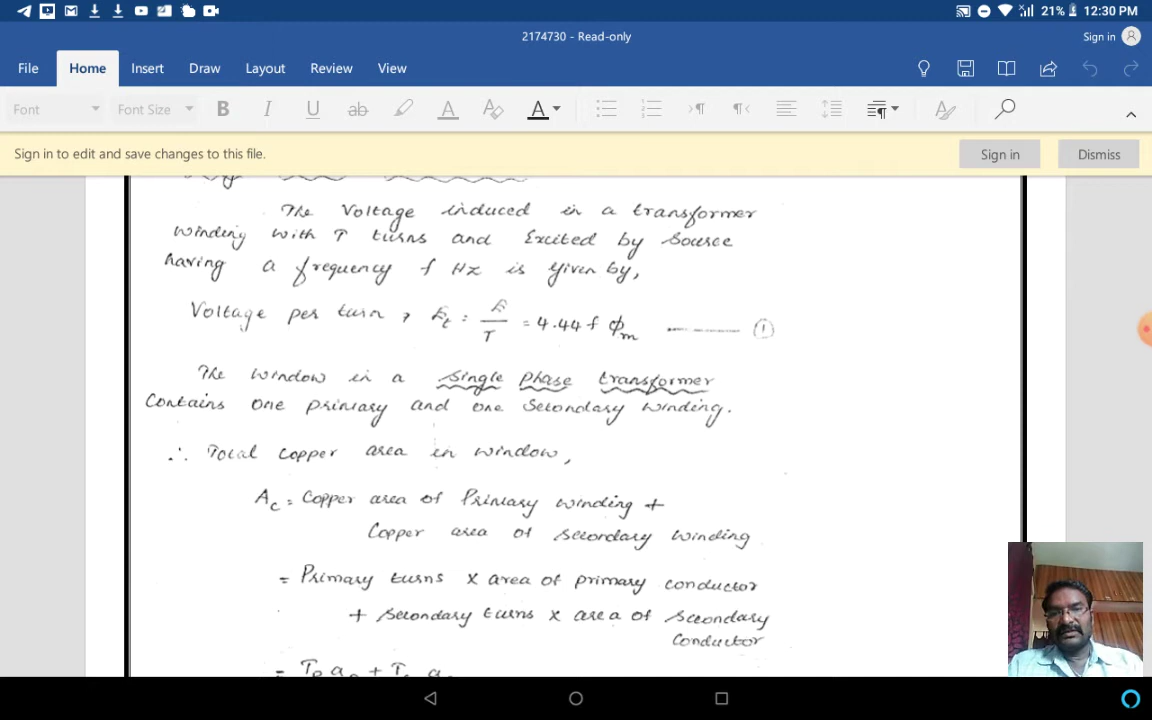 21% 12:30 PM
2174730 - Read-only
Sign in
File Home Insert Draw Layout Review View
Font Font Size B I U ab A A A
Sign in to edit and save changes to this file. Sign in Dismiss
The Voltage induced in a transformer
winding with T turns and Excited by Source
having a frequency f Hz is given by,
Voltage per turn, Et = E/T = 4.44 f φm -------- ①
The window in a single phase transformer
Contains one primary and one Secondary winding.
∴ Total copper area in window,
Ac = Copper area of Primary winding +
Copper area of secondary winding
= Primary turns x area of primary conductor
+ secondary turns x area of secondary
conductor